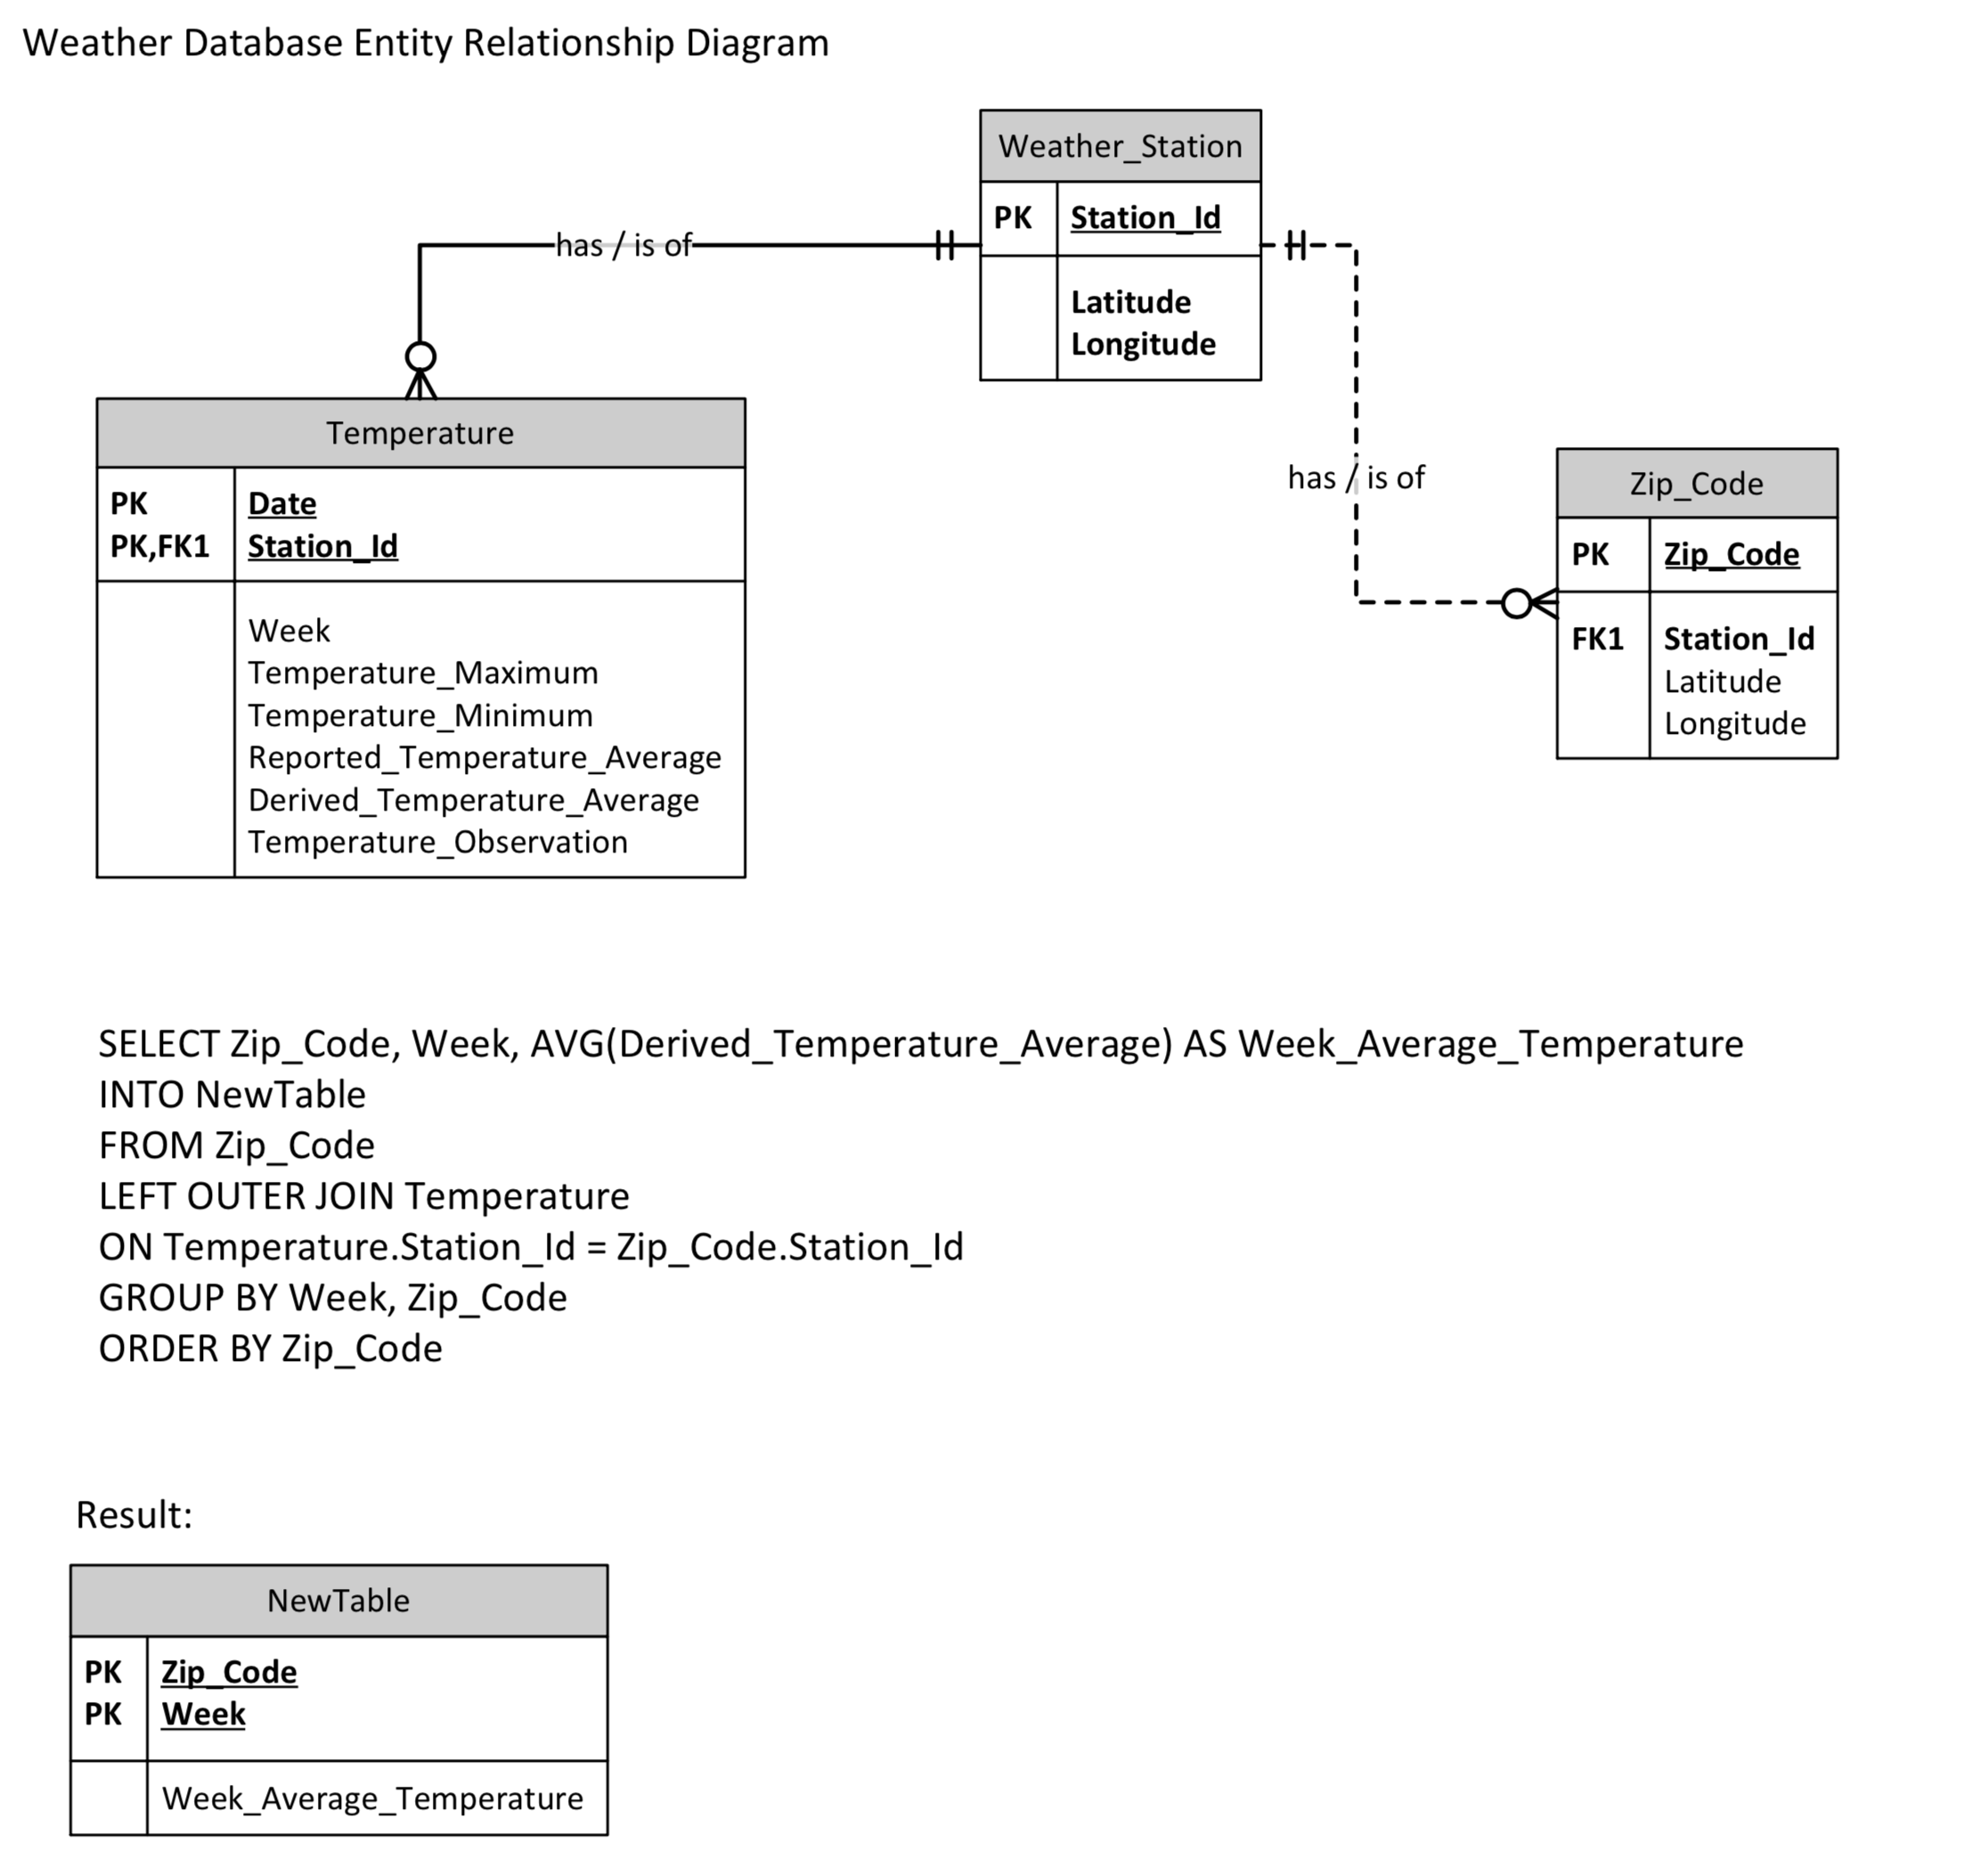 Weather Database Entity Relationship Diagram
Weather_Station
PK Station_Id
Latitude
Longitude
has / is of
has / is of
Temperature
PK Date
PK,FK1 Station_Id
Week
Temperature_Maximum
Temperature_Minimum
Reported_Temperature_Average
Derived_Temperature_Average
Temperature_Observation
Zip_Code
PK Zip_Code
FK1 Station_Id
Latitude
Longitude
SELECT Zip_Code, Week, AVG(Derived_Temperature_Average) AS Week_Average_Temperature
INTO NewTable
FROM Zip_Code
LEFT OUTER JOIN Temperature
ON Temperature.Station_Id = Zip_Code.Station_Id
GROUP BY Week, Zip_Code
ORDER BY Zip_Code
Result:
NewTable
PK Zip_Code
PK Week
Week_Average_Temperature